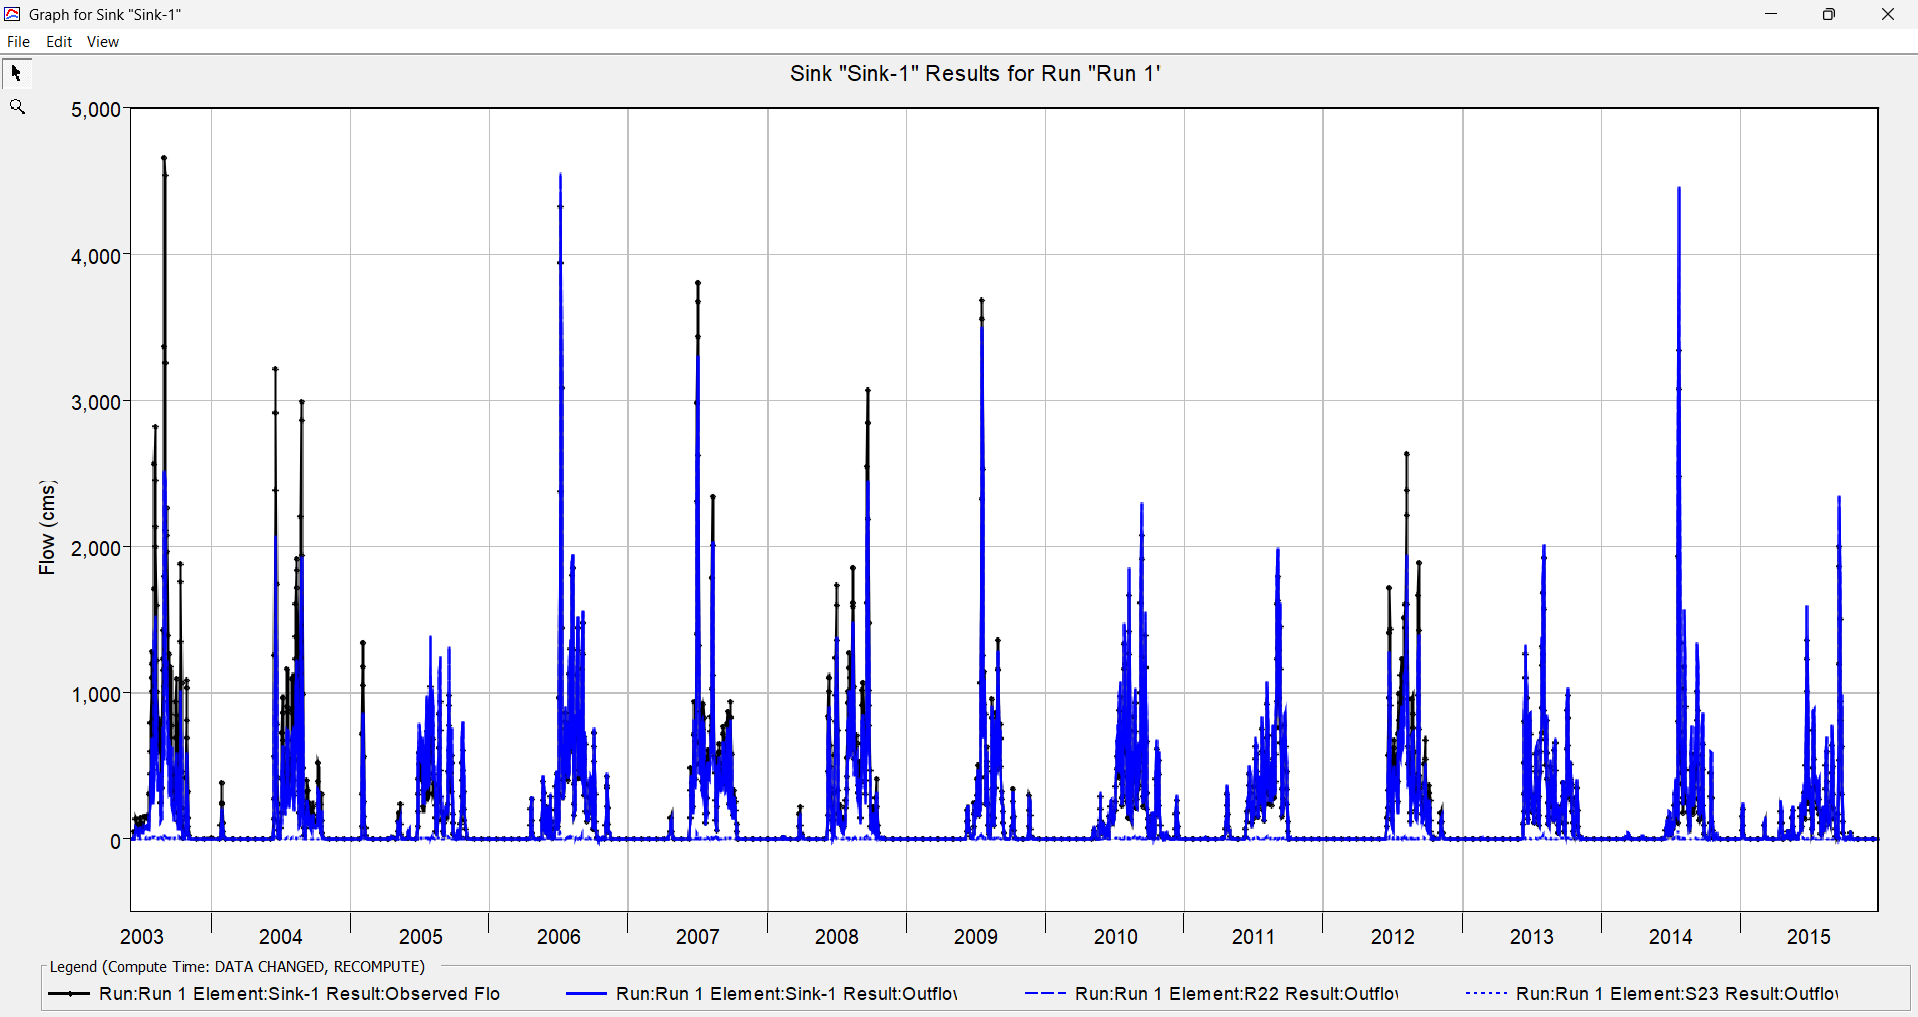 Graph for Sink "Sink-1"
File Edit View
Sink "Sink-1" Results for Run "Run 1'
5,000
4,000
3,000
2,000
1,000
0
Flow (cms)
2003 2004 2005 2006 2007 2008 2009 2010 2011 2012 2013 2014 2015
Legend (Compute Time: DATA CHANGED, RECOMPUTE)
Run:Run 1 Element:Sink-1 Result:Observed Flo Run:Run 1 Element:Sink-1 Result:Outflo Run:Run 1 Element:R22 Result:Outflo Run:Run 1 Element:S23 Result:Outflo